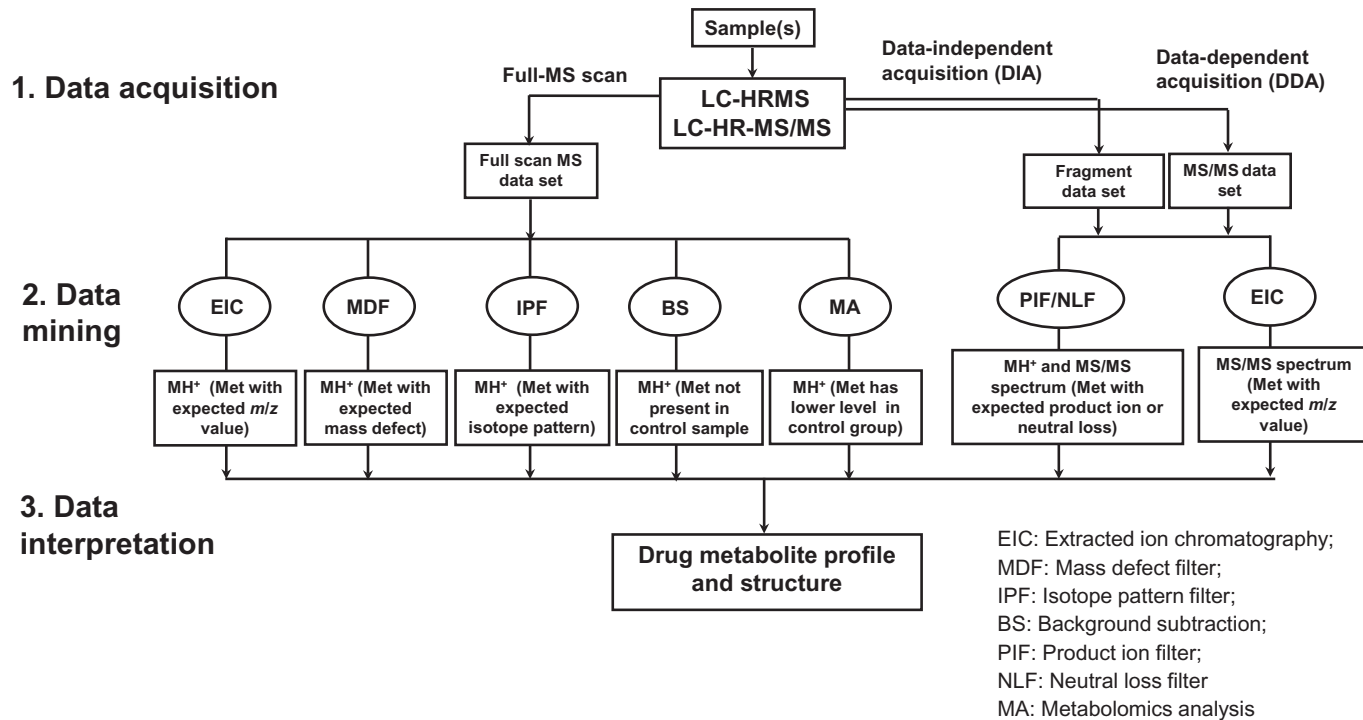 Sample(s)
Data-independent
acquisition (DIA)
Data-dependent
acquisition (DDA)
Full-MS scan
1. Data acquisition
LC-HRMS
LC-HR-MS/MS
Full scan MS
data set
Fragment
data set
MS/MS data
set
2. Data
mining
EIC
MDF
IPF
BS
MA
PIF/NLF
EIC
MH⁺ (Met with
expected m/z
value)
MH⁺ (Met with
expected
mass defect)
MH⁺ (Met with
expected
isotope pattern)
MH⁺ (Met not
present in
control sample
MH⁺ (Met has
lower level in
control group)
MH⁺ and MS/MS
spectrum (Met with
expected product ion or
neutral loss)
MS/MS spectrum
(Met with
expected m/z
value)
3. Data
interpretation
Drug metabolite profile
and structure
EIC: Extracted ion chromatography;
MDF: Mass defect filter;
IPF: Isotope pattern filter;
BS: Background subtraction;
PIF: Product ion filter;
NLF: Neutral loss filter
MA: Metabolomics analysis